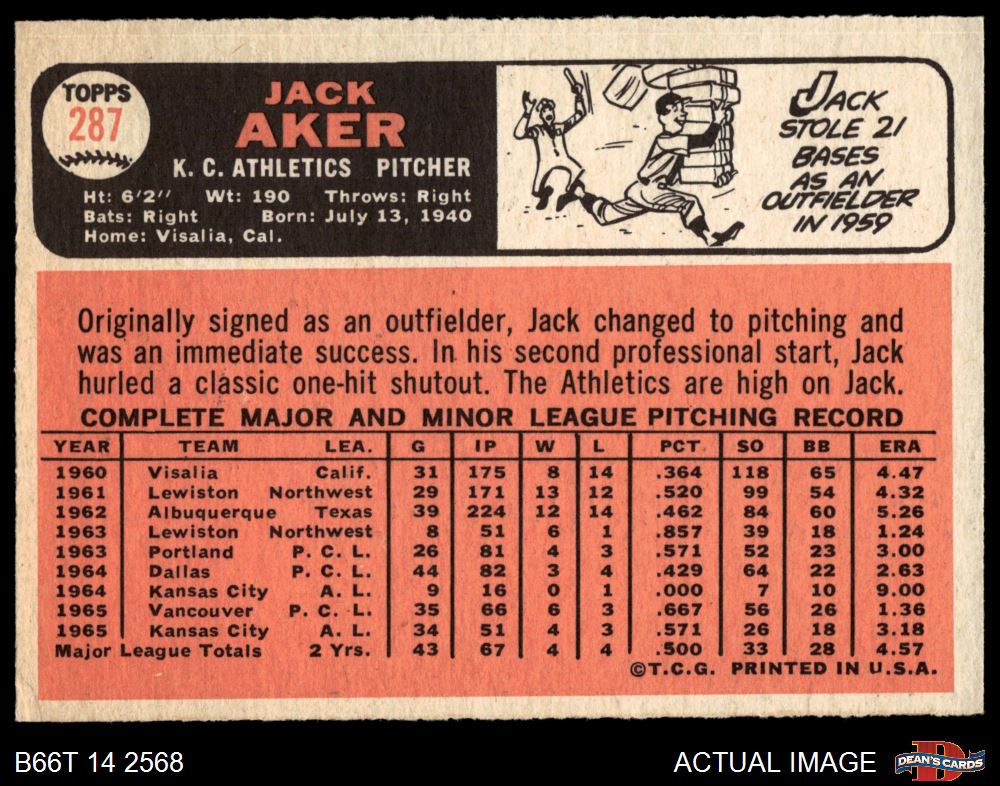 TOPPS
287
JACK
AKER
K. C. ATHLETICS PITCHER
Ht: 6'2" Wt: 190 Throws: Right
Bats: Right Born: July 13, 1940
Home: Visalia, Cal.
JACK
STOLE 21
BASES
AS AN
OUTFIELDER
IN 1959
Originally signed as an outfielder, Jack changed to pitching and
was an immediate success. In his second professional start, Jack
hurled a classic one-hit shutout. The Athletics are high on Jack.
COMPLETE MAJOR AND MINOR LEAGUE PITCHING RECORD
YEAR TEAM LEA. G IP W L PCT. SO BB ERA
1960 Visalia Calif. 31 175 8 14 .364 118 65 4.47
1961 Lewiston Northwest 29 171 13 12 .520 99 54 4.32
1962 Albuquerque Texas 39 224 12 14 .462 84 60 5.26
1963 Lewiston Northwest 8 51 6 1 .857 39 18 1.24
1963 Portland P. C. L. 26 81 4 3 .571 52 23 3.00
1964 Dallas P. C. L. 44 82 3 4 .429 64 22 2.63
1964 Kansas City A. L. 9 16 0 1 .000 7 10 9.00
1965 Vancouver P. C. L. 35 66 6 3 .667 56 26 1.36
1965 Kansas City A. L. 34 51 4 3 .571 26 18 3.18
Major League Totals 2 Yrs. 43 67 4 4 .500 33 28 4.57
©T.C.G. PRINTED IN U.S.A.
B66T 14 2568
ACTUAL IMAGE
DEAN'S CARDS